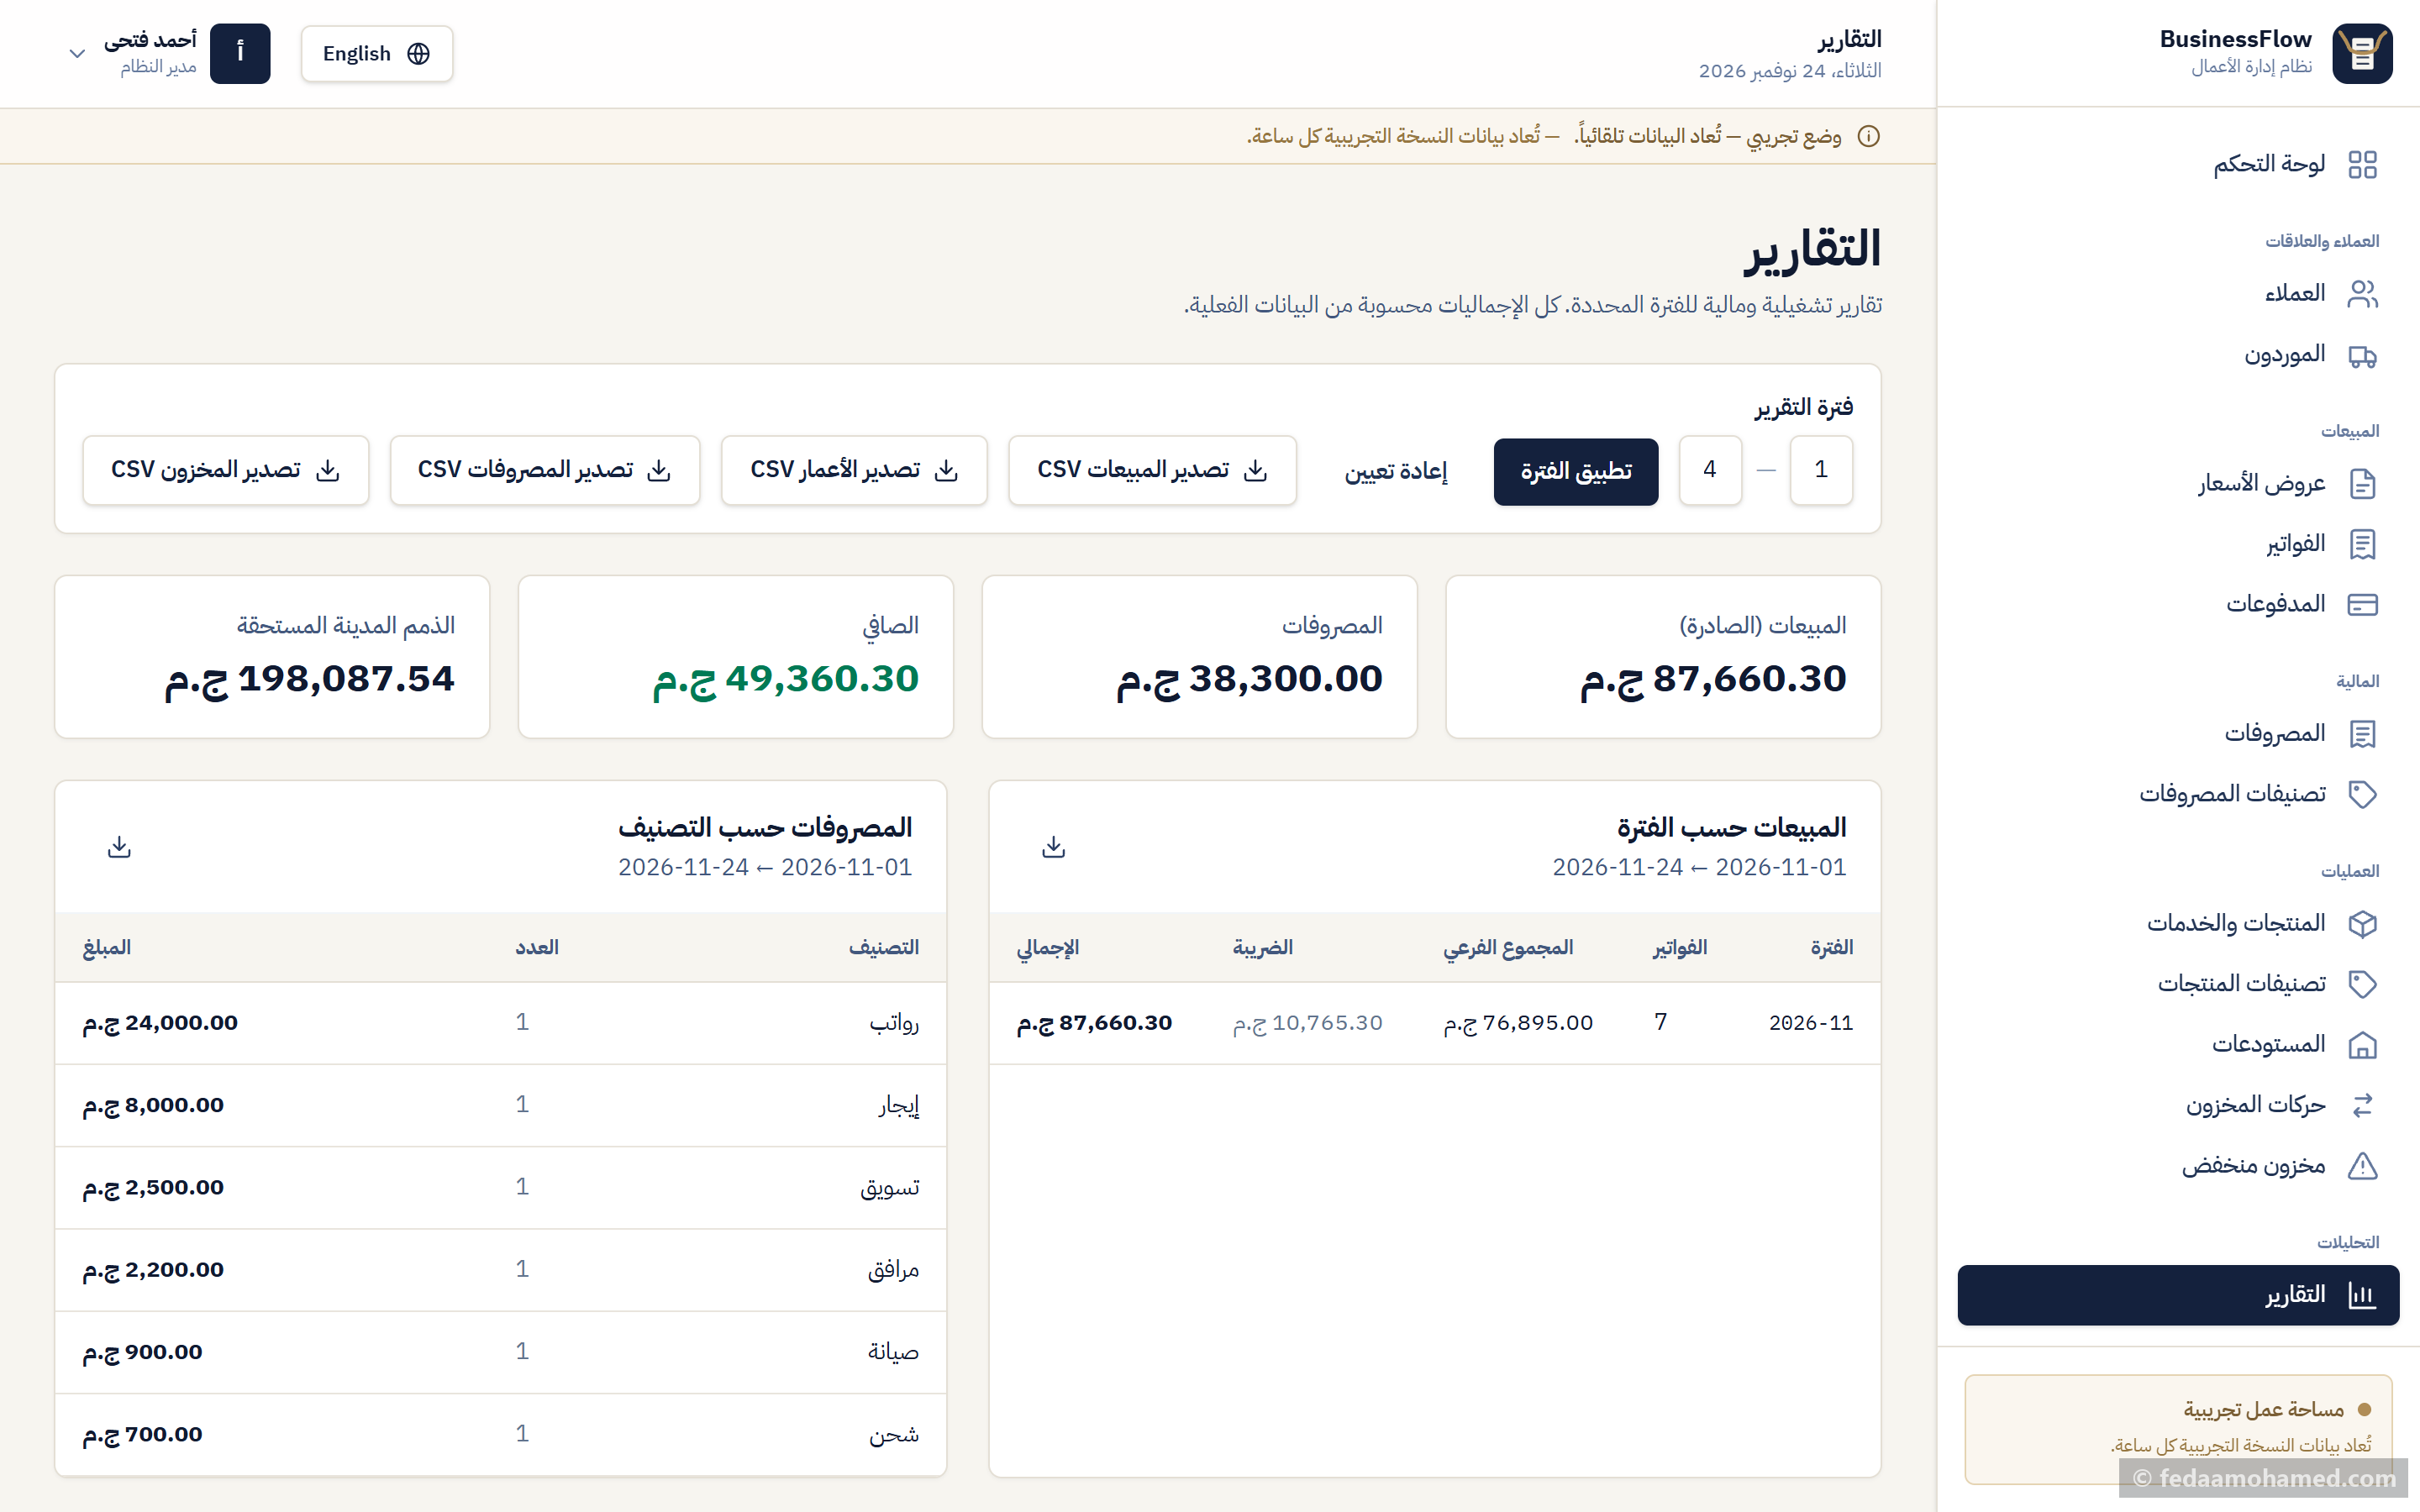 BusinessFlow
نظام إدارة الأعمال
لوحة التحكم
العملاء والعلاقات
العملاء
الموردون
المبيعات
عروض الأسعار
الفواتير
المدفوعات
المالية
المصروفات
تصنيفات المصروفات
العمليات
المنتجات والخدمات
تصنيفات المنتجات
المستودعات
حركات المخزون
مخزون منخفض
التحليلات
التقارير
مساحة عمل تجريبية
تُعاد بيانات النسخة التجريبية كل ساعة.
التقارير
الثلاثاء، 24 نوفمبر 2026
English
أ
أحمد فتحى
مدير النظام
وضع تجريبي — تُعاد البيانات تلقائياً. — تُعاد بيانات النسخة التجريبية كل ساعة.
التقارير
تقارير تشغيلية ومالية للفترة المحددة. كل الإجماليات محسوبة من البيانات الفعلية.
فترة التقرير
1 — 4 تطبيق الفترة إعادة تعيين تصدير المبيعات CSV تصدير الأعمار CSV تصدير المصروفات CSV تصدير المخزون CSV
المبيعات (الصادرة)
87,660.30 ج.م
المصروفات
38,300.00 ج.م
الصافي
49,360.30 ج.م
الذمم المدينة المستحقة
198,087.54 ج.م
المبيعات حسب الفترة
2026-11-01 ← 2026-11-24
الفترة الفواتير المجموع الفرعي الضريبة الإجمالي
2026-11 7 76,895.00 ج.م 10,765.30 ج.م 87,660.30 ج.م
المصروفات حسب التصنيف
2026-11-01 ← 2026-11-24
التصنيف العدد المبلغ
رواتب 1 24,000.00 ج.م
إيجار 1 8,000.00 ج.م
تسويق 1 2,500.00 ج.م
مرافق 1 2,200.00 ج.م
صيانة 1 900.00 ج.م
شحن 1 700.00 ج.م
© fedaamohamed.com